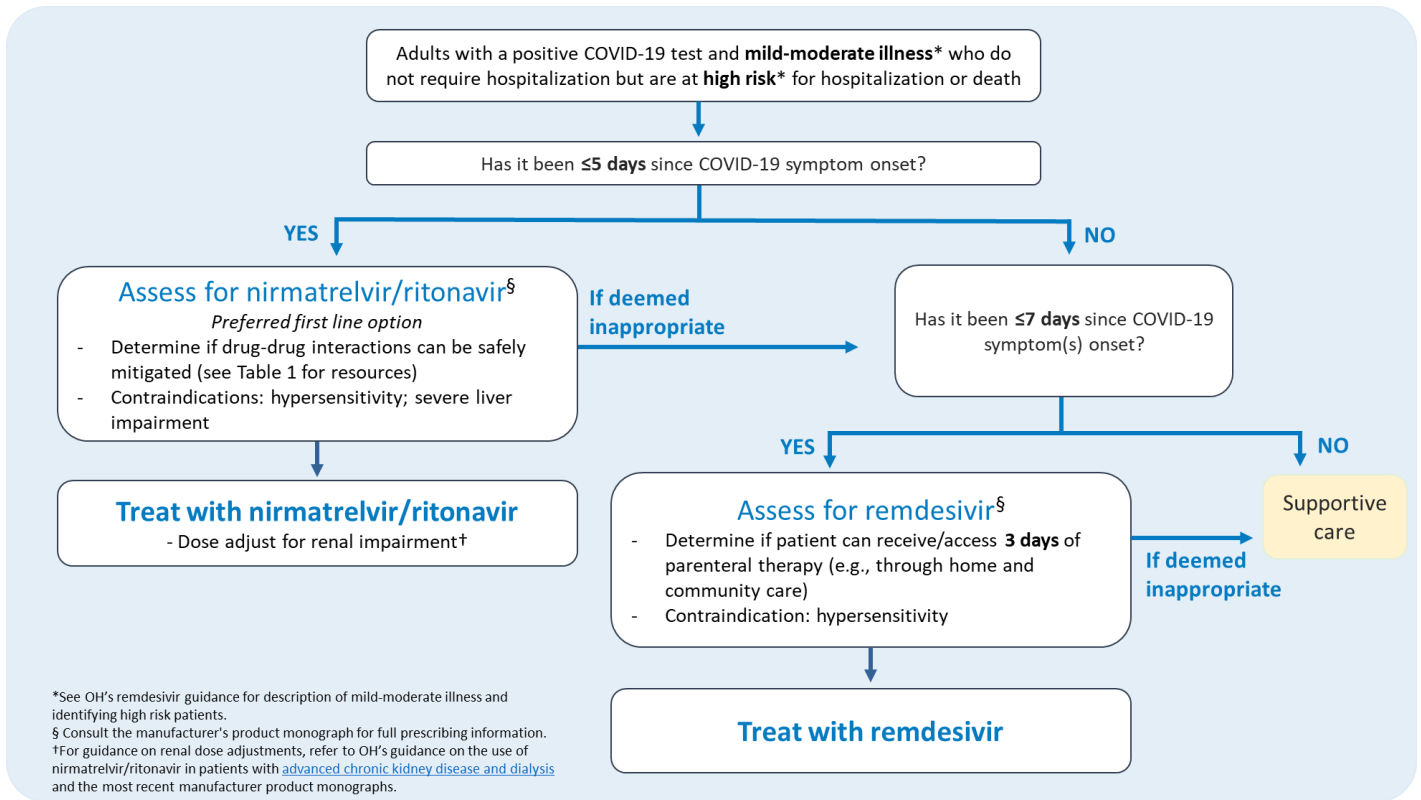 Adults with a positive COVID-19 test and mild-moderate illness* who do
not require hospitalization but are at high risk* for hospitalization or death
Has it been ≤5 days since COVID-19 symptom onset?
YES
NO
Assess for nirmatrelvir/ritonavir§
Preferred first line option
- Determine if drug-drug interactions can be safely
mitigated (see Table 1 for resources)
- Contraindications: hypersensitivity; severe liver
impairment
If deemed
inappropriate
Has it been ≤7 days since COVID-19
symptom(s) onset?
Treat with nirmatrelvir/ritonavir
- Dose adjust for renal impairment†
YES
NO
Assess for remdesivir§
- Determine if patient can receive/access 3 days of
parenteral therapy (e.g., through home and
community care)
- Contraindication: hypersensitivity
If deemed
inappropriate
Supportive
care
Treat with remdesivir
*See OH’s remdesivir guidance for description of mild-moderate illness and
identifying high risk patients.
§ Consult the manufacturer's product monograph for full prescribing information.
†For guidance on renal dose adjustments, refer to OH’s guidance on the use of
nirmatrelvir/ritonavir in patients with advanced chronic kidney disease and dialysis
and the most recent manufacturer product monographs.